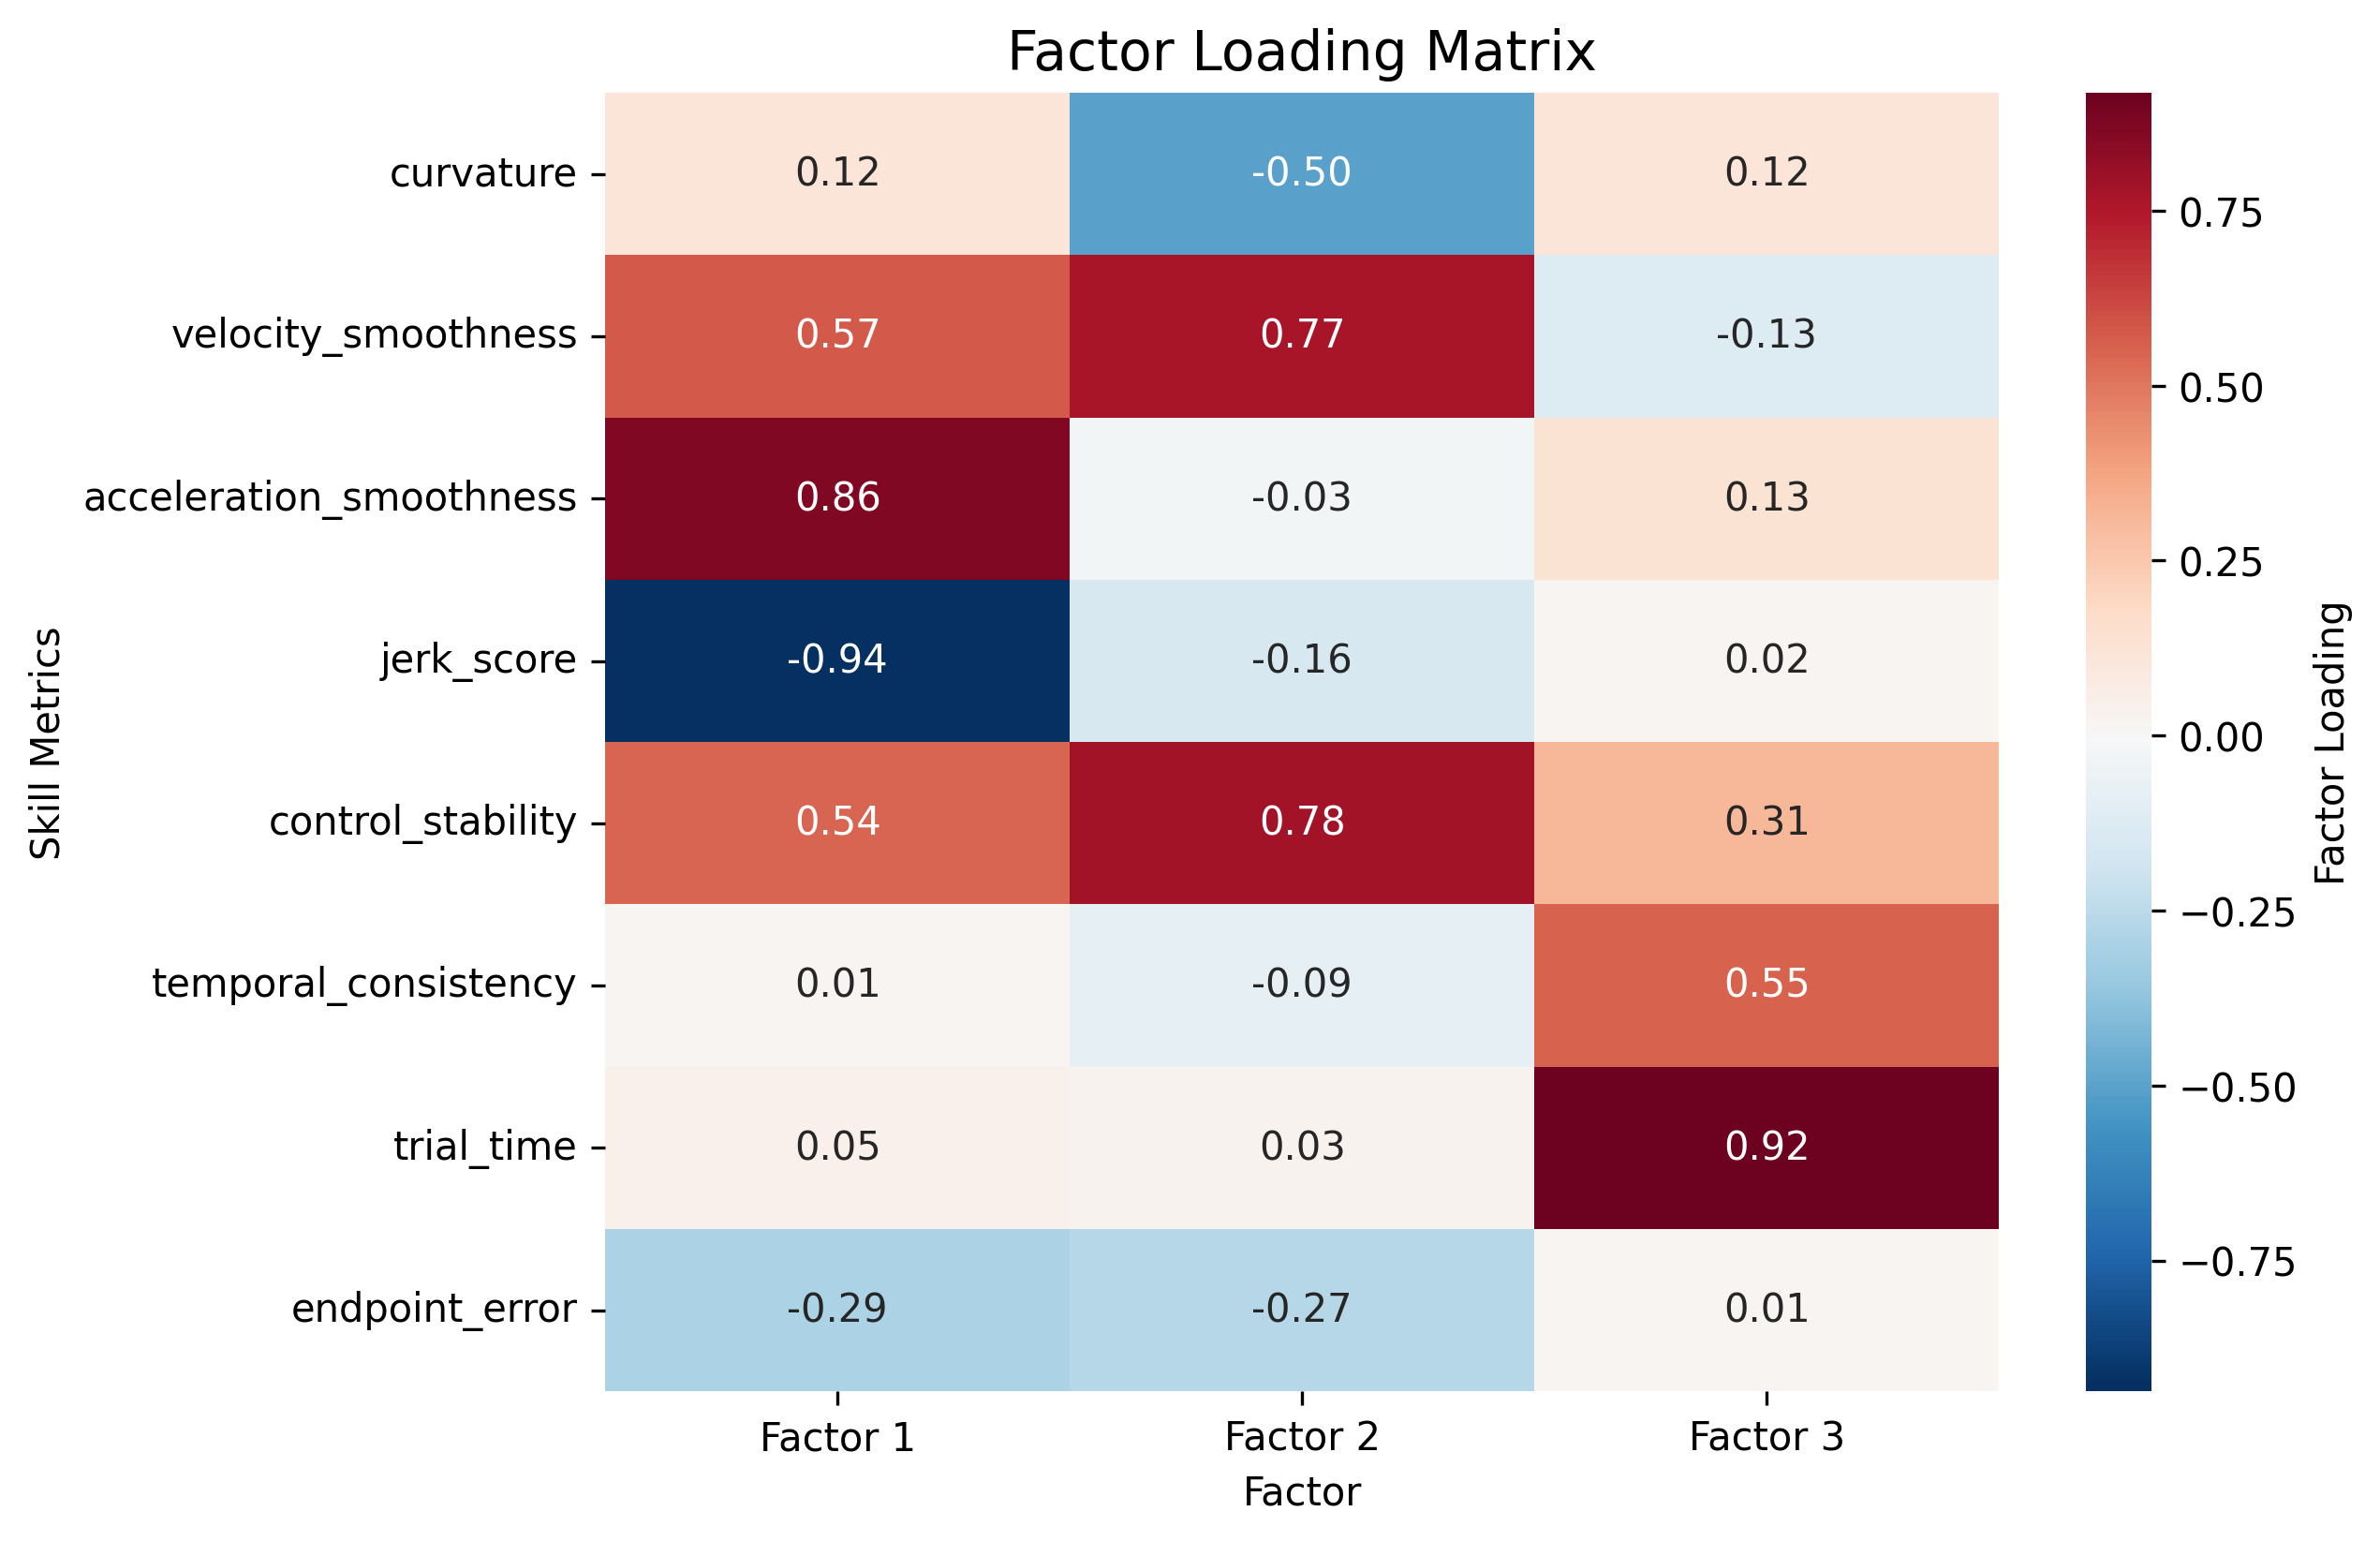 Factor Loading Matrix
Skill Metrics
curvature 0.12 -0.50 0.12
velocity_smoothness 0.57 0.77 -0.13
acceleration_smoothness 0.86 -0.03 0.13
jerk_score -0.94 -0.16 0.02
control_stability 0.54 0.78 0.31
temporal_consistency 0.01 -0.09 0.55
trial_time 0.05 0.03 0.92
endpoint_error -0.29 -0.27 0.01
Factor 1 Factor 2 Factor 3
Factor
0.75
0.50
0.25
0.00
−0.25
−0.50
−0.75
Factor Loading